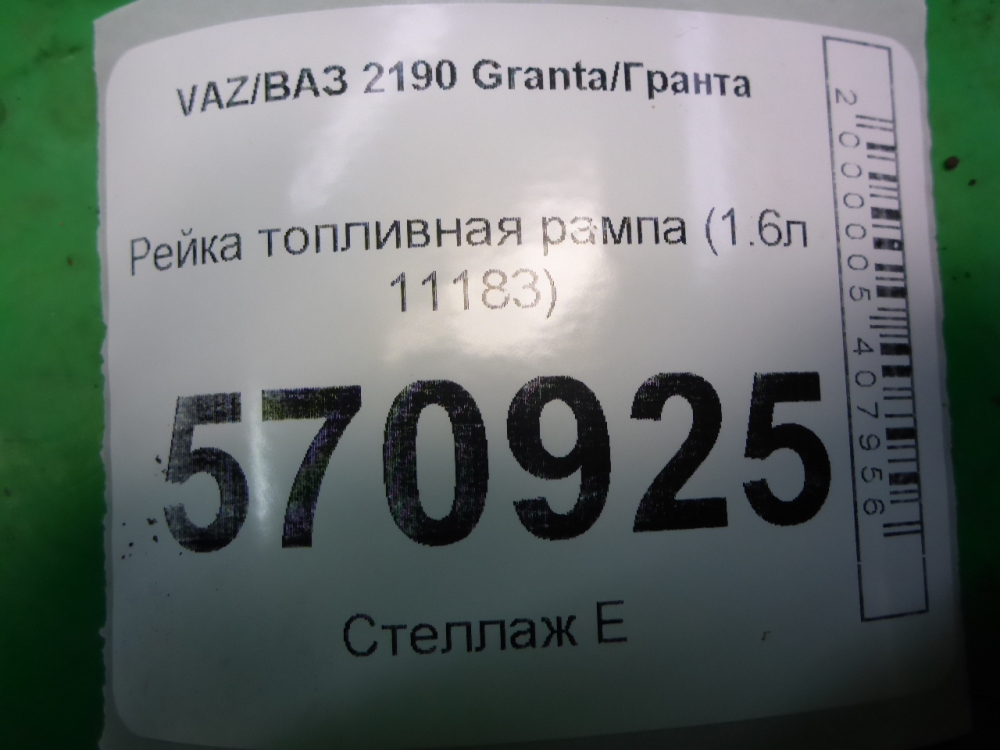 VAZ/ВАЗ 2190 Granta/Гранта
Рейка топливная рампа (1.6л
11183)
570925
Стеллаж Е
2000005407956